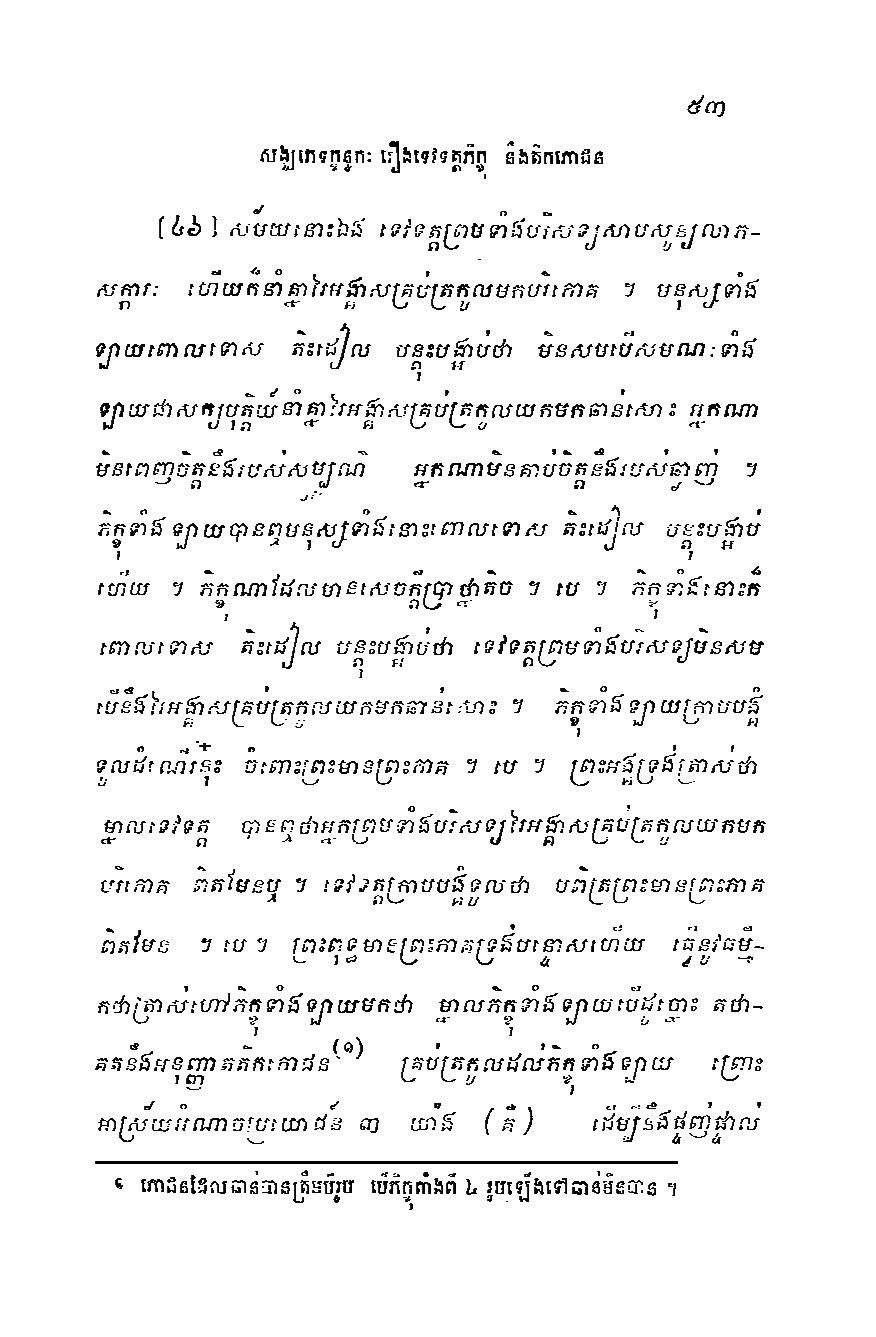 ៥៣
សង្ឃភេទក្ខន្ធកៈ រឿងទេវទត្តភិក្ខុ នឹងតិកភោជន
[៤៦] សម័យនោះឯង ទេវទត្តព្រមទាំងបរិសទ្យសាបសូន្យលាភ-
សក្ការៈ ហើយក៏នាំគ្នារៃអង្គាសគ្រប់ត្រកូលមកបរិភោគ ។ មនុស្សទាំង
ឡាយពោលទោស តិះដៀល បន្តុះបង្អាប់ថា មិនសមបើសមណៈទាំង
ឡាយជាសក្យបុត្តិយ៍នាំគ្នារៃអង្គាសគ្រប់ត្រកូលយកមកឆាន់សោះ អ្នកណា
មិនពេញចិត្តនឹងរបស់សម្បូណ៌ អ្នកណាមិនគាប់ចិត្តនឹងរបស់ឆ្ងាញ់ ។
ភិក្ខុទាំង ឡាយបានឮមនុស្សទាំងនោះពោលទោស តិះដៀល បន្តុះបង្អាប់
ហើយ ។ ភិក្ខុណាដែលមានសេចក្តីប្រាថ្នាតិច ។ បេ ។ ភិក្ខុទាំងនោះក៏
ពោលទោស តិះដៀល បន្តុះបង្អាប់ថា ទេវទត្តព្រមទាំងបរិសទ្យមិនសម
បើនឹងរៃអង្គាសគ្រប់ត្រកូលយកមកឆាន់សោះ ។ ភិក្ខុទាំងឡាយក្រាបបង្គំ
ទូលដំណើរនុ៎ះ ចំពោះព្រះមានព្រះភាគ ។ បេ ។ ព្រះអង្គទ្រង់ត្រាស់ថា
ម្នាលទេវទត្ត បានឮថាអ្នកព្រមទាំងបរិសទ្យរៃអង្គាសគ្រប់ត្រកូលយកមក
បរិភោគ ពិតមែនឬ ។ ទេវទត្តក្រាបបង្គំទូលថា បពិត្រព្រះមានព្រះភាគ
ពិតមែន ។ បេ ។ ព្រះពុទ្ធមានព្រះភាគទ្រង់បន្ទោសហើយ ធ្វើនូវធម្មី-
កថាត្រាស់ហៅភិក្ខុទាំងឡាយមកថា ម្នាលភិក្ខុទាំងឡាយបើដូច្នោះ តថា-
គតនឹងអនុញ្ញាតតិកភោជន(១) គ្រប់ត្រកូលដល់ភិក្ខុទាំងឡាយ ព្រោះ
អាស្រ័យអំណាចប្រយោជន៍ ៣ យ៉ាង (គឺ) ដើម្បីនឹងផ្ចាញ់ផ្ចាល់
១ ភោជនដែលឆាន់បានត្រឹមបីរូប បើភិក្ខុតាំងពី ៤ រូបឡើងទៅឆាន់មិនបាន ។